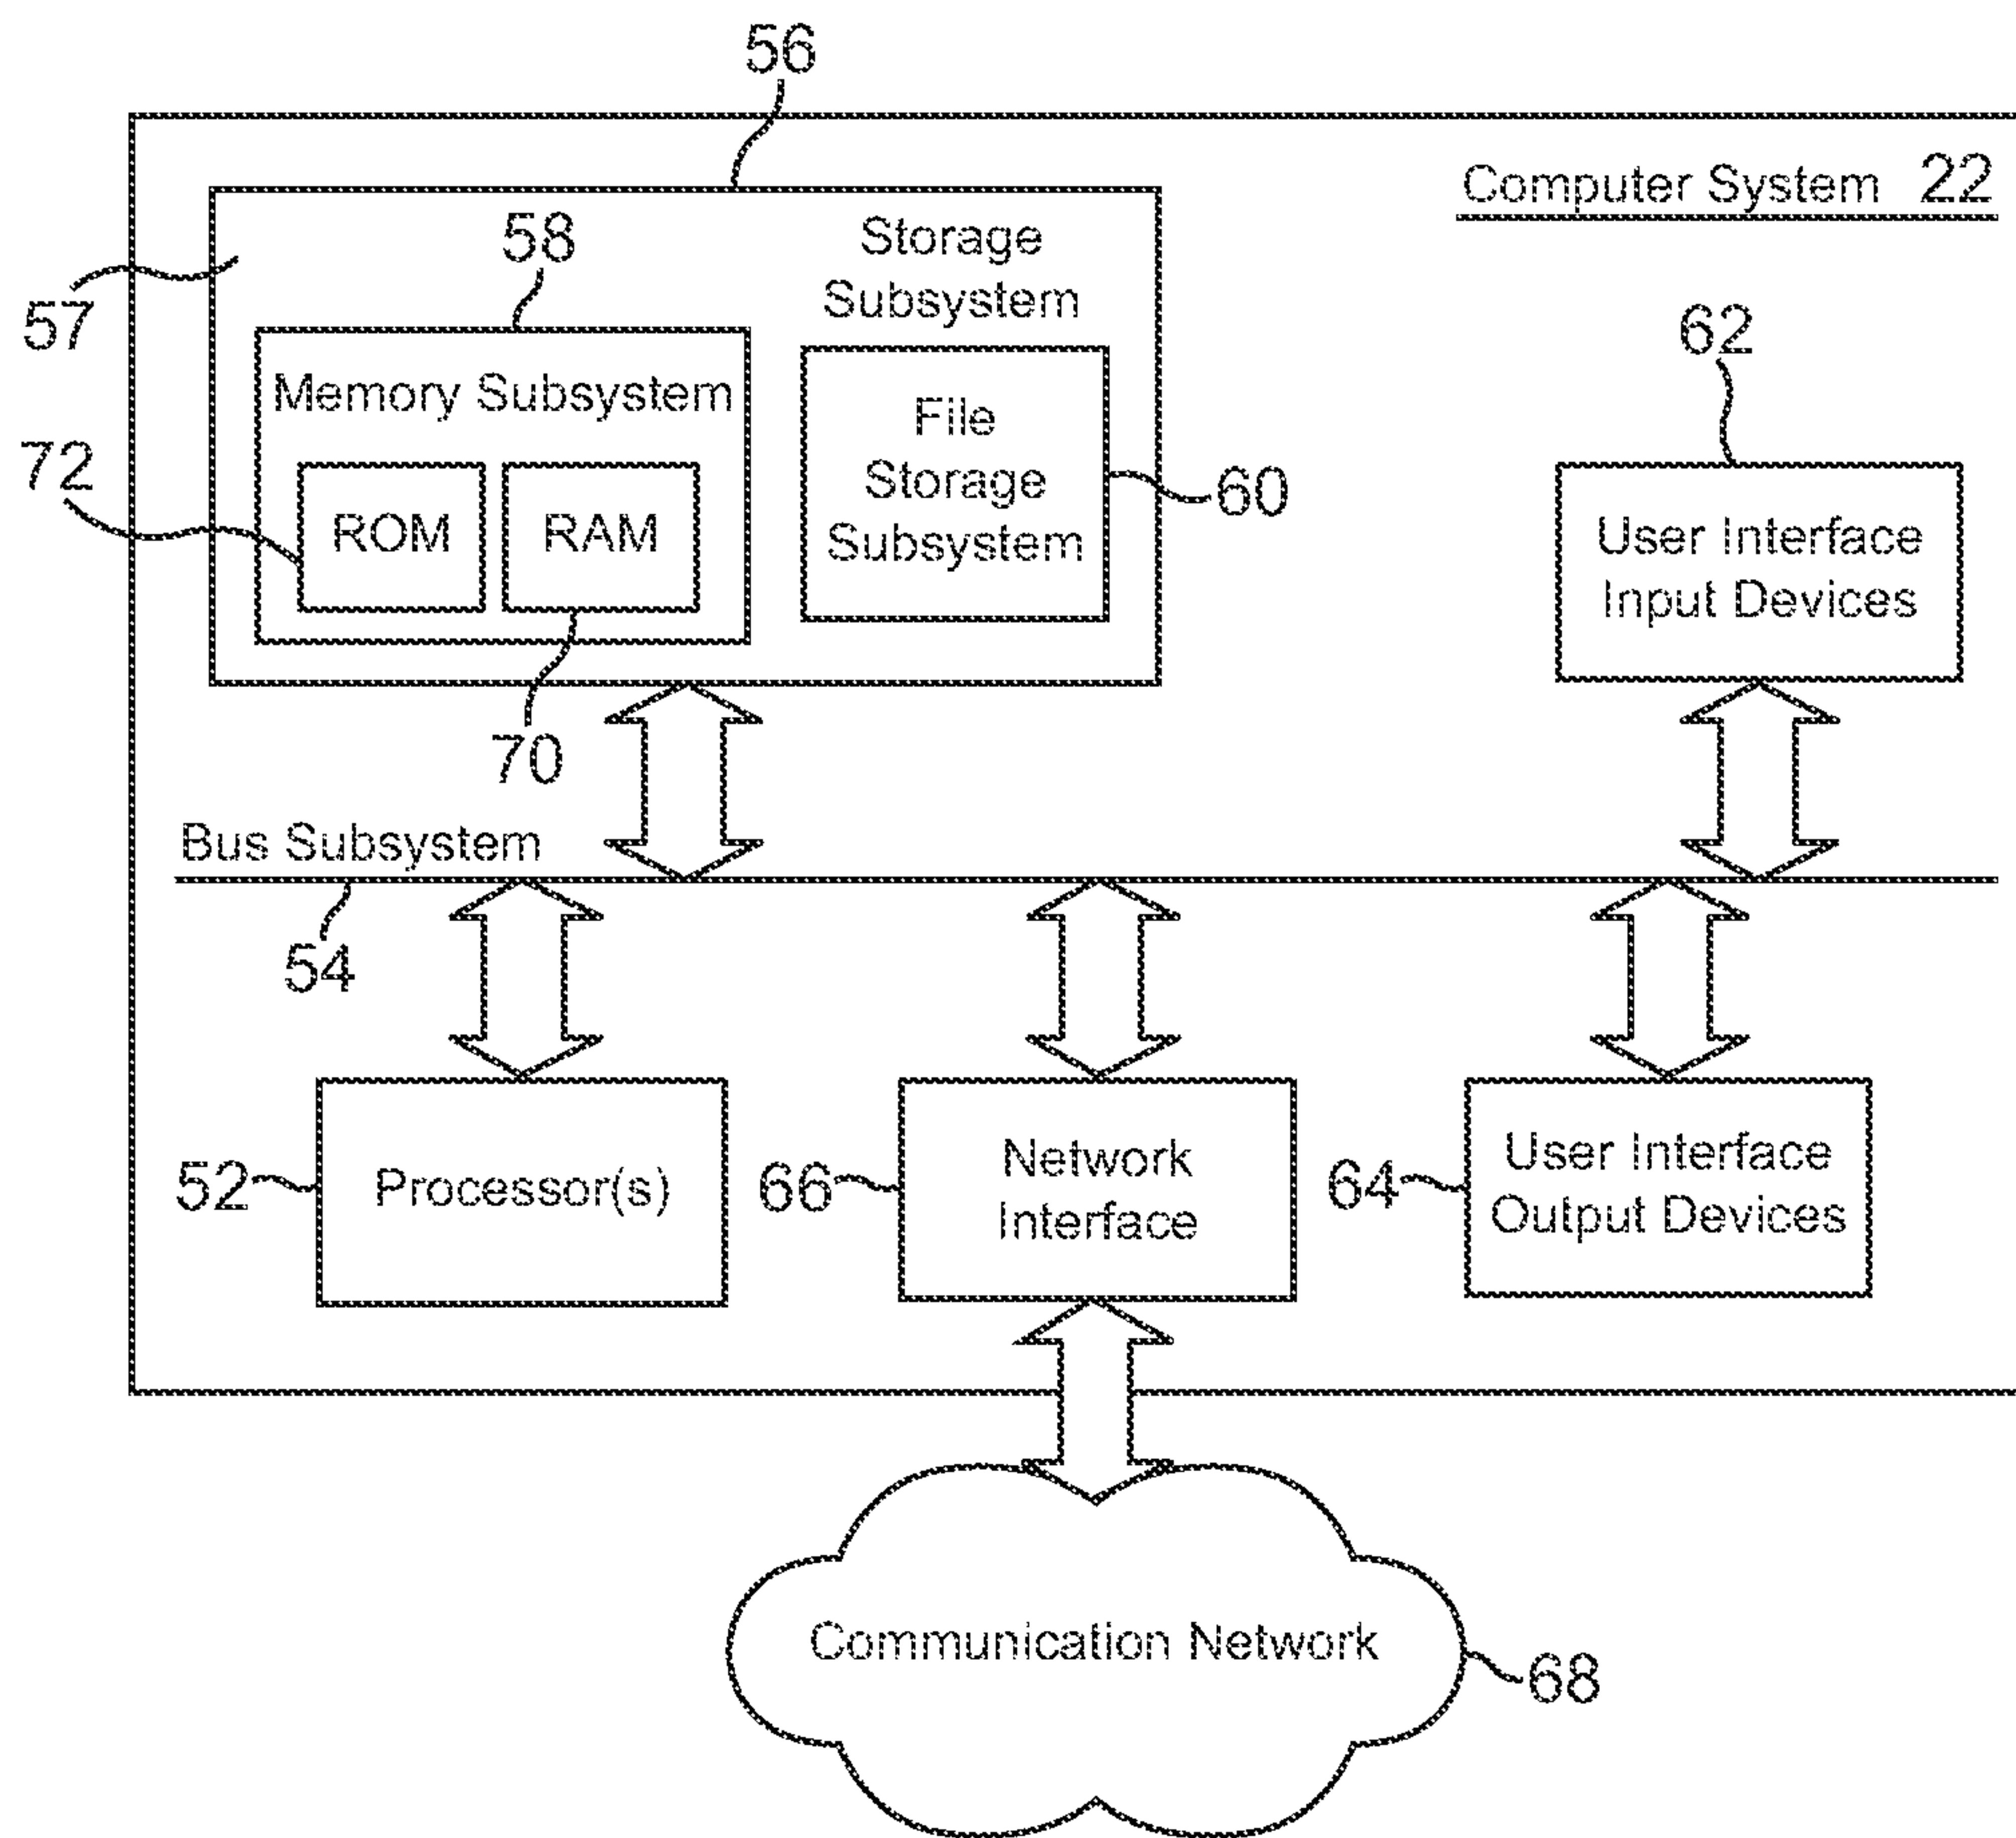 56
Computer System 22
58
Storage
Subsystem
57
62
Memory Subsystem
File
Storage
Subsystem
72
60
ROM
RAM
User Interface
Input Devices
70
Bus Subsystem
54
52
Processor(s)
66
Network
Interface
64
User Interface
Output Devices
Communication Network
68